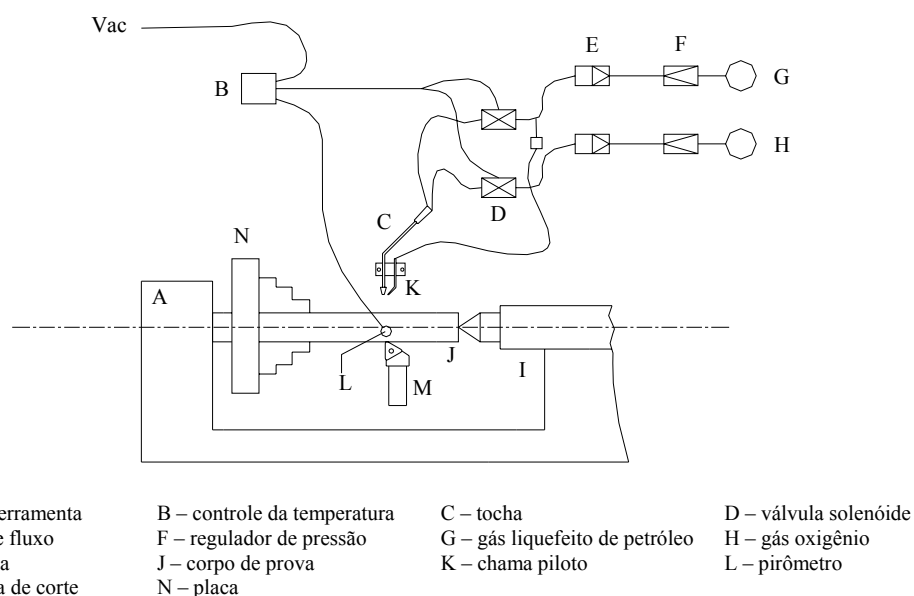 Vac
E
F
B
G
H
C
D
N
K
A
J
I
L
M
erramenta B – controle da temperatura C – tocha D – válvula solenóide
e fluxo F – regulador de pressão G – gás liquefeito de petróleo H – gás oxigênio
a J – corpo de prova K – chama piloto L – pirômetro
a de corte N – placa